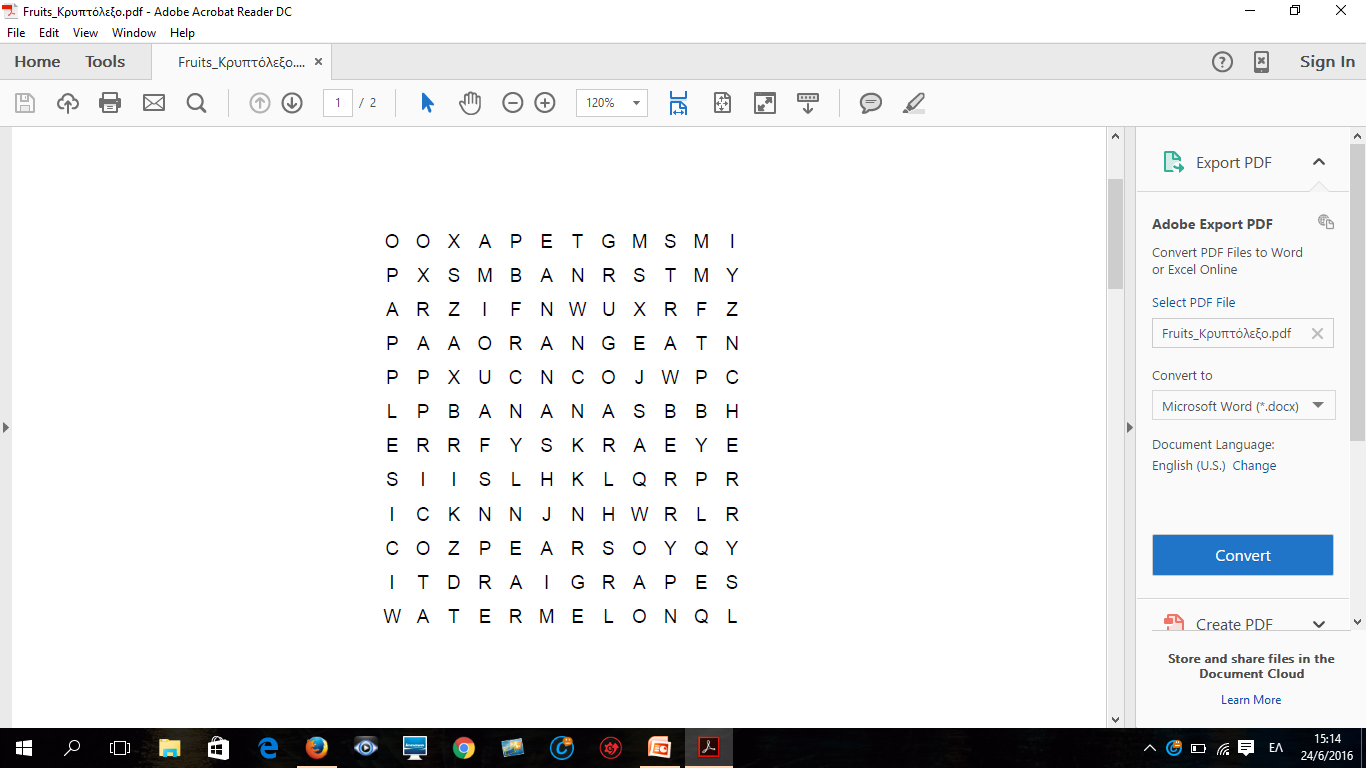 Fruits_Κρυπτόλεξο.pdf - Adobe Acrobat Reader DC
File Edit View Window Help
Home Tools Fruits_Κρυπτόλεξο.... × Sign In
1 / 2 120%
O O X A P E T G M S M I
P X S M B A N R S T M Y
A R Z I F N W U X R F Z
P A A O R A N G E A T N
P P X U C N C O J W P C
L P B A N A N A S B B H
E R R F Y S K R A E Y E
S I I S L H K L Q R P R
I C K N N J N H W R L R
C O Z P E A R S O Y Q Y
I T D R A I G R A P E S
W A T E R M E L O N Q L
Export PDF
Adobe Export PDF
Convert PDF Files to Word
or Excel Online
Select PDF File
Fruits_Κρυπτόλεξο.pdf
Convert to
Microsoft Word (*.docx)
Document Language:
English (U.S.) Change
Convert
Create PDF
Store and share files in the
Document Cloud
Learn More
ΕΛ
15:14
24/6/2016